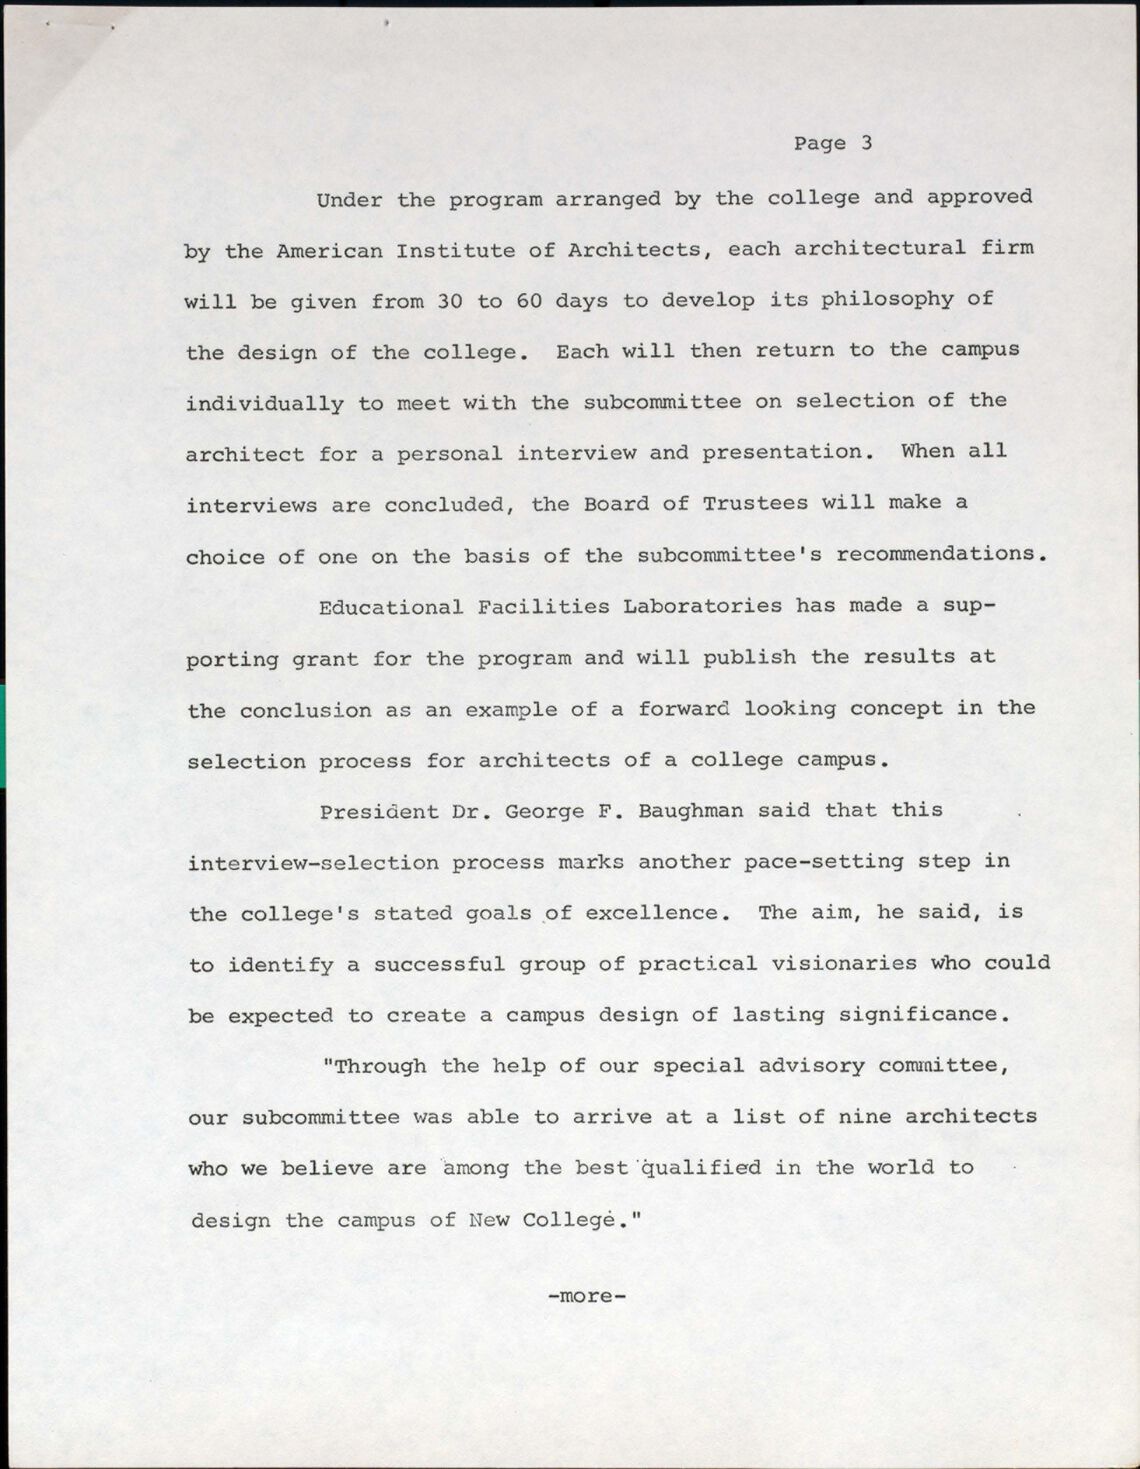 Page 3
Under the program arranged by the college and approved
by the American Institute of Architects, each architectural firm
will be given from 30 to 60 days to develop its philosophy of
the design of the college.  Each will then return to the campus
individually to meet with the subcommittee on selection of the
architect for a personal interview and presentation.  When all
interviews are concluded, the Board of Trustees will make a
choice of one on the basis of the subcommittee's recommendations.
Educational Facilities Laboratories has made a sup-
porting grant for the program and will publish the results at
the conclusion as an example of a forward looking concept in the
selection process for architects of a college campus.
President Dr. George F. Baughman said that this
interview-selection process marks another pace-setting step in
the college's stated goals of excellence.  The aim, he said, is
to identify a successful group of practical visionaries who could
be expected to create a campus design of lasting significance.
"Through the help of our special advisory committee,
our subcommittee was able to arrive at a list of nine architects
who we believe are among the best qualified in the world to
design the campus of New College."
-more-